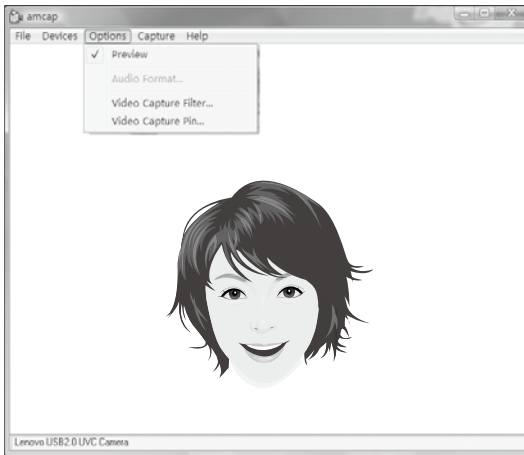 amcap
File Devices Options Capture Help
✓ Preview
Audio Format...
Video Capture Filter...
Video Capture Pin...
Lenovo USB2.0 UVC Camera